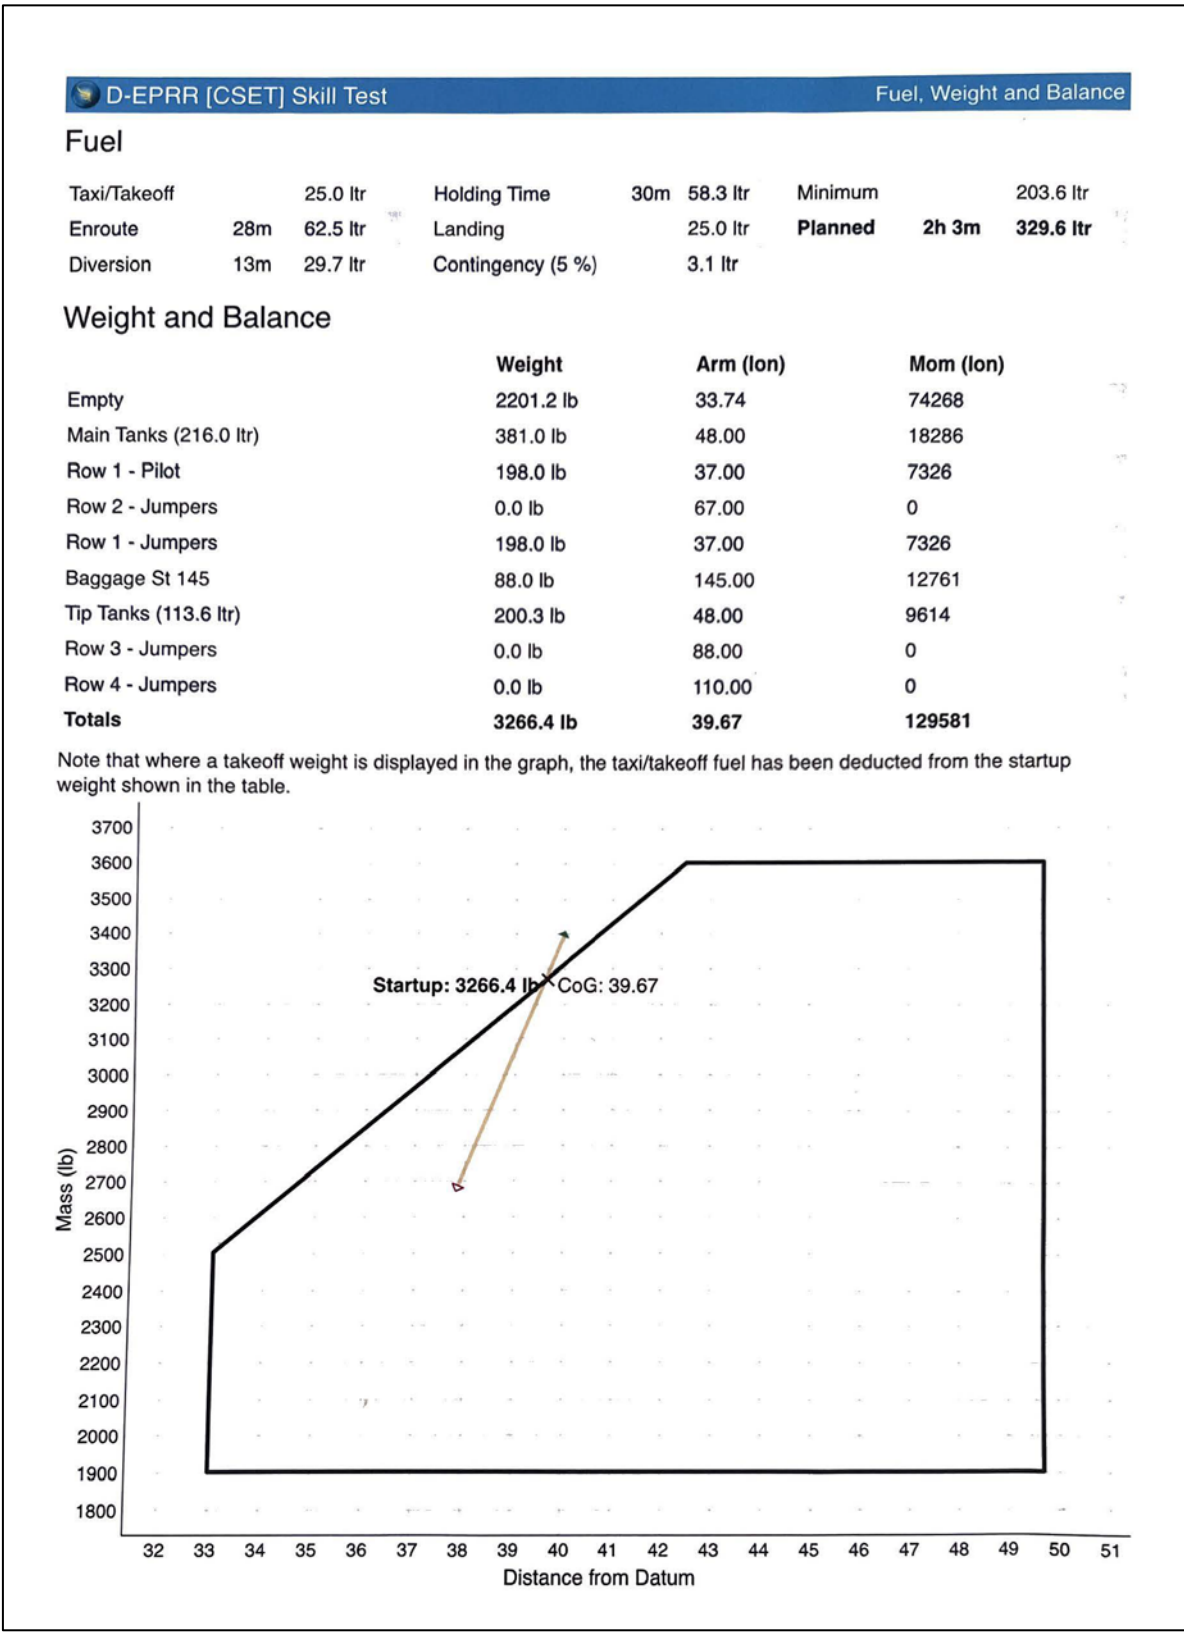 D-EPRR [CSET] Skill Test Fuel, Weight and Balance
Fuel
Taxi/Takeoff 25.0 ltr Holding Time 30m 58.3 ltr Minimum 203.6 ltr
Enroute 28m 62.5 ltr Landing 25.0 ltr Planned 2h 3m 329.6 ltr
Diversion 13m 29.7 ltr Contingency (5 %) 3.1 ltr
Weight and Balance
Weight Arm (lon) Mom (lon)
Empty 2201.2 lb 33.74 74268
Main Tanks (216.0 ltr) 381.0 lb 48.00 18286
Row 1 - Pilot 198.0 lb 37.00 7326
Row 2 - Jumpers 0.0 lb 67.00 0
Row 1 - Jumpers 198.0 lb 37.00 7326
Baggage St 145 88.0 lb 145.00 12761
Tip Tanks (113.6 ltr) 200.3 lb 48.00 9614
Row 3 - Jumpers 0.0 lb 88.00 0
Row 4 - Jumpers 0.0 lb 110.00 0
Totals 3266.4 lb 39.67 129581
Note that where a takeoff weight is displayed in the graph, the taxi/takeoff fuel has been deducted from the startup
weight shown in the table.
3700
3600
3500
3400
3300
Startup: 3266.4 lb CoG: 39.67
3200
3100
3000
2900
2800
2700
2600
2500
2400
2300
2200
2100
2000
1900
1800
Mass (lb)
32 33 34 35 36 37 38 39 40 41 42 43 44 45 46 47 48 49 50 51
Distance from Datum